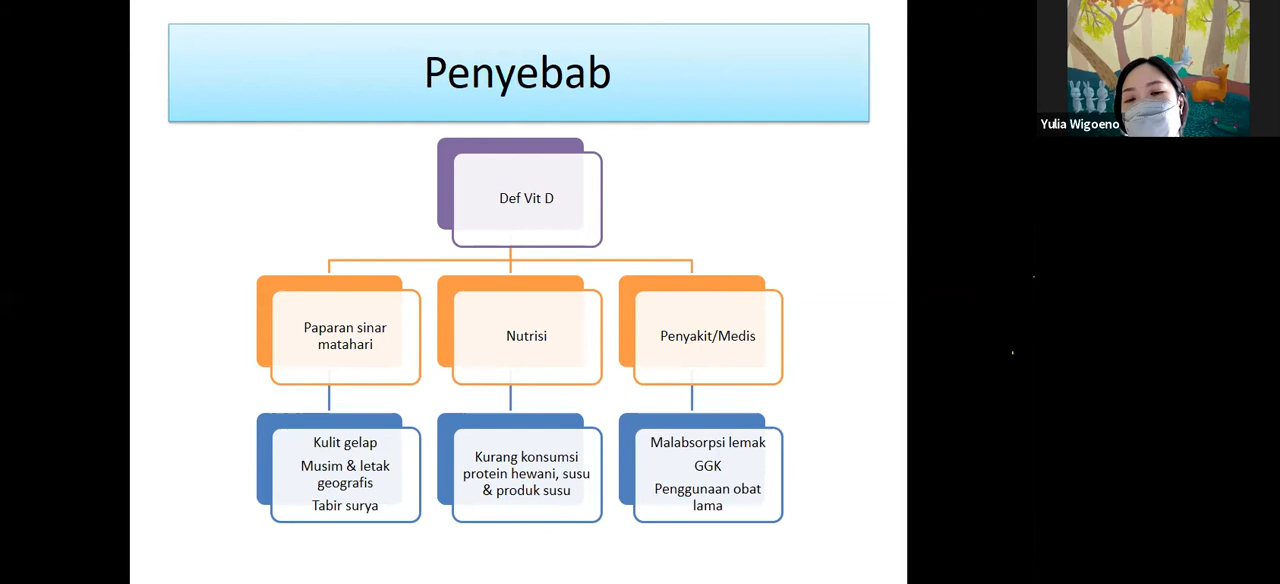 Penyebab
Yulia Wigoeno
Def Vit D
Paparan sinar
matahari
Nutrisi
Penyakit/Medis
Kulit gelap
Musim & letak
geografis
Tabir surya
Kurang konsumsi
protein hewani, susu
& produk susu
Malabsorpsi lemak
GGK
Penggunaan obat
lama